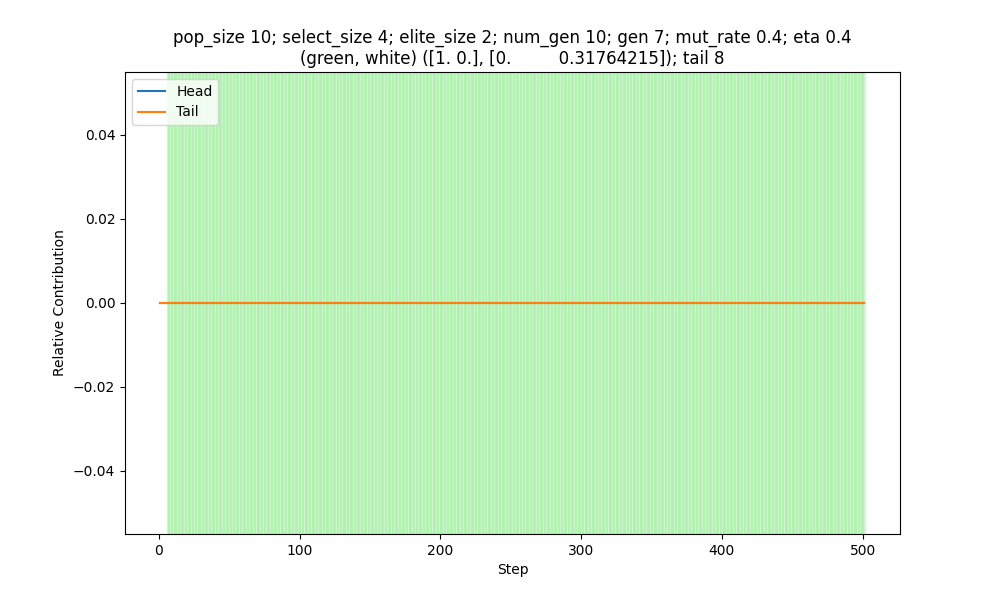 pop_size 10; select_size 4; elite_size 2; num_gen 10; gen 7; mut_rate 0.4; eta 0.4
(green, white) ([1. 0.], [0.         0.31764215]); tail 8
Head
Tail
0.04
0.02
0.00
−0.02
−0.04
Relative Contribution
0
100
200
300
400
500
Step